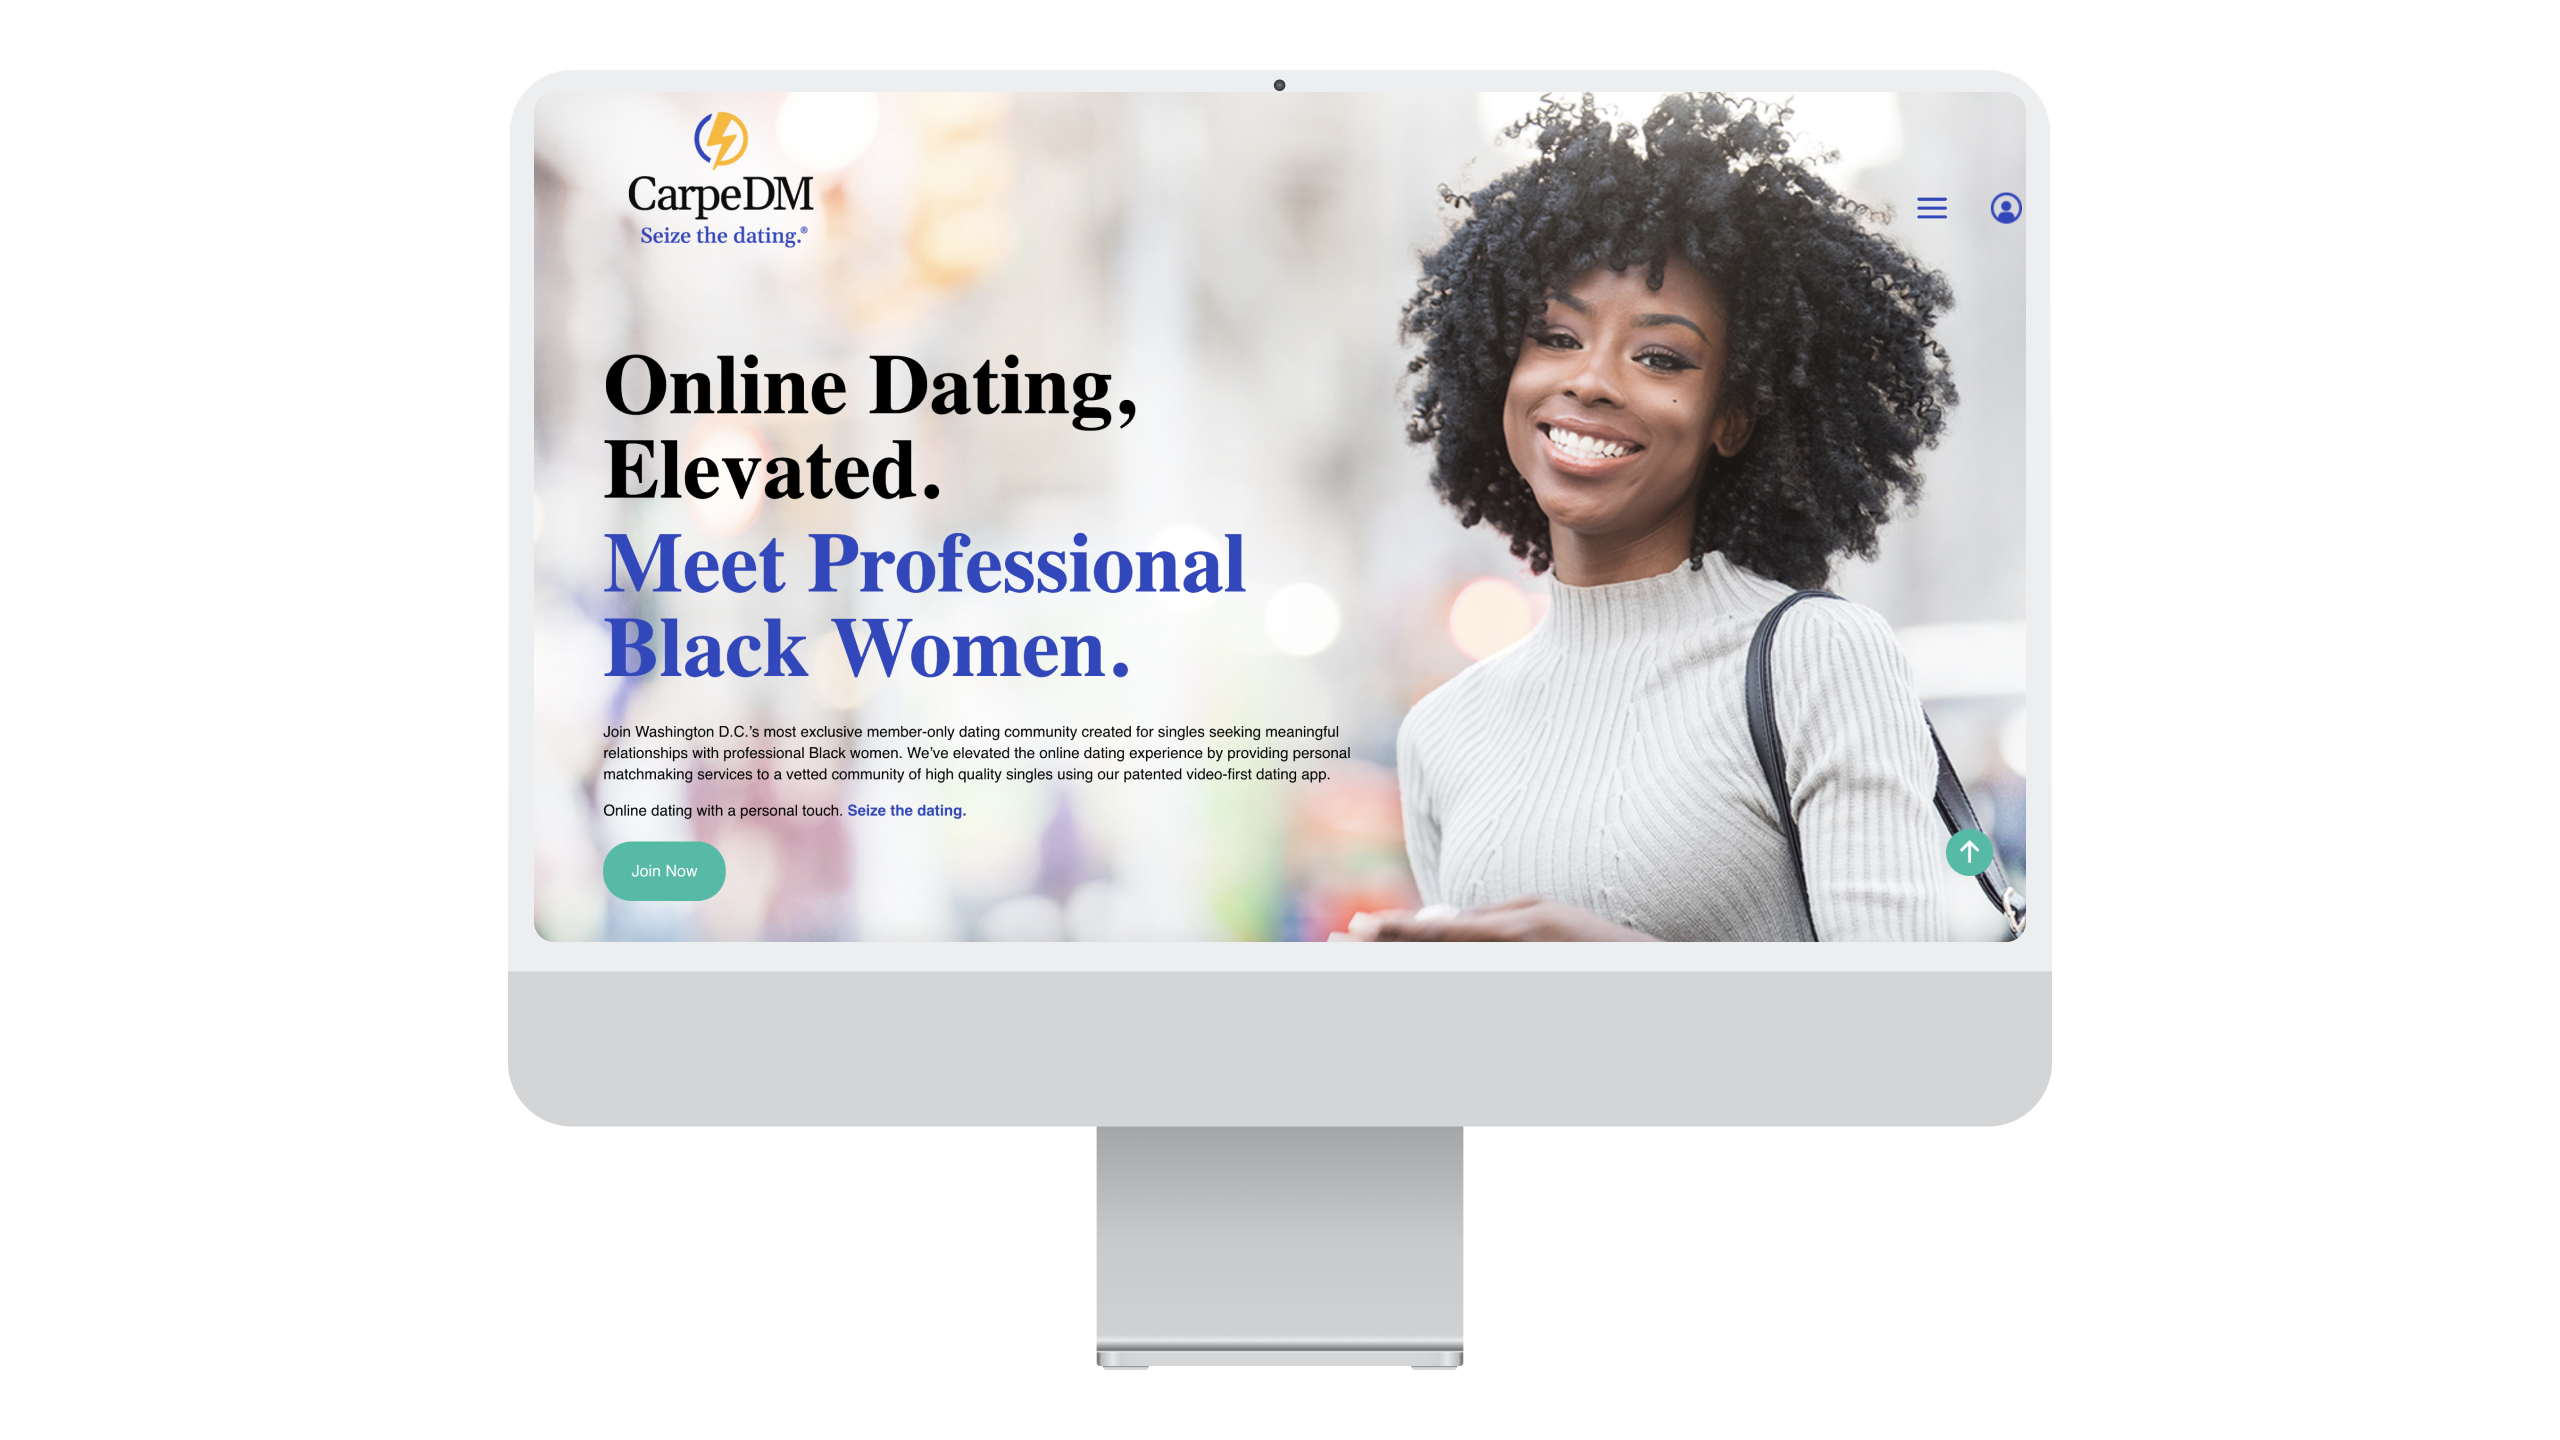 CarpeDM
Seize the dating.®
Online Dating,
Elevated.
Meet Professional
Black Women.
Join Washington D.C.’s most exclusive member-only dating community created for singles seeking meaningful
relationships with professional Black women. We’ve elevated the online dating experience by providing personal
matchmaking services to a vetted community of high quality singles using our patented video-first dating app.
Online dating with a personal touch. Seize the dating.
Join Now